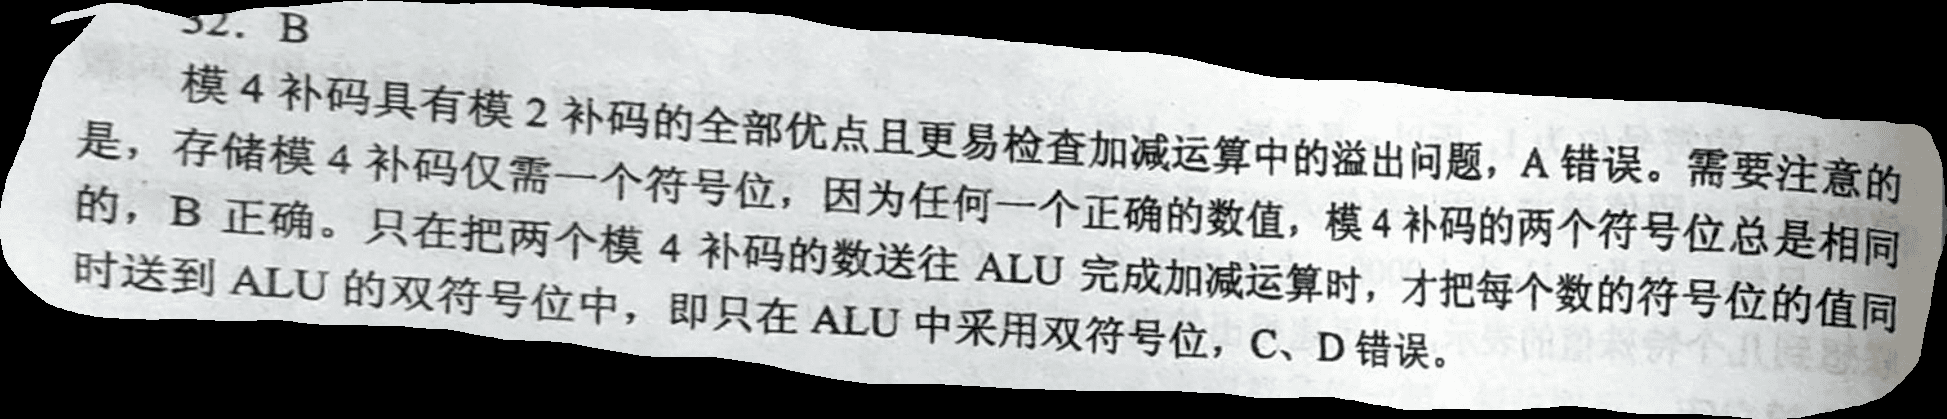 32. B
模 4 补码具有模 2 补码的全部优点且更易检查加减运算中的溢出问题，A 错误。需要注意的
是，存储模 4 补码仅需一个符号位，因为任何一个正确的数值，模 4 补码的两个符号位总是相同
的，B 正确。只在把两个模 4 补码的数送往 ALU 完成加减运算时，才把每个数的符号位的值同
时送到 ALU 的双符号位中，即只在 ALU 中采用双符号位，C、D 错误。